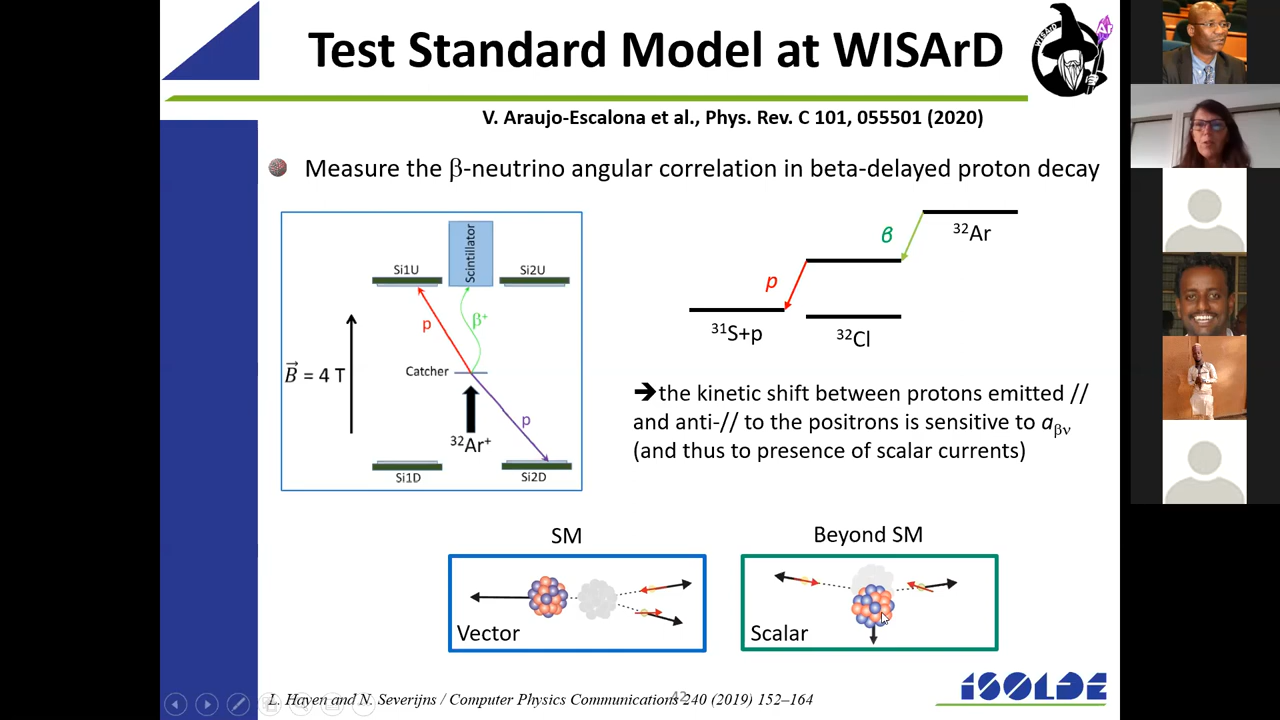 Test Standard Model at WISArD
WISArD
Ar
V. Araujo-Escalona et al., Phys. Rev. C 101, 055501 (2020)
Measure the β-neutrino angular correlation in beta-delayed proton decay
Scintillator
Si1U
Si2U
p
β+
B⃗ = 4 T
Catcher
p
³²Ar⁺
Si1D
Si2D
β
³²Ar
p
³¹S+p
³²Cl
➔the kinetic shift between protons emitted //
and anti-// to the positrons is sensitive to aβν
(and thus to presence of scalar currents)
SM
Beyond SM
Vector
Scalar
L. Hayen and N. Severijns / Computer Physics Communications 240 (2019) 152–164
42
ISOLDE